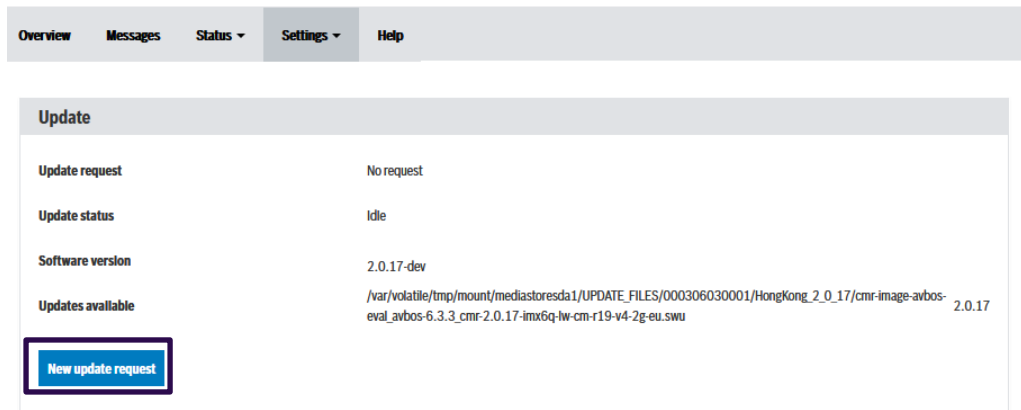 Overview Messages Status Settings Help
Update
Update request No request
Update status Idle
Software version 2.0.17-dev
Updates available /var/volatile/tmp/mount/mediastoresda1/UPDATE_FILES/000306030001/HongKong_2_0_17/cmr-image-avbos- 2.0.17
eval_avbos-6.3.3_cmr-2.0.17-imx6q-lw-cm-r19-v4-2g-eu.swu
New update request